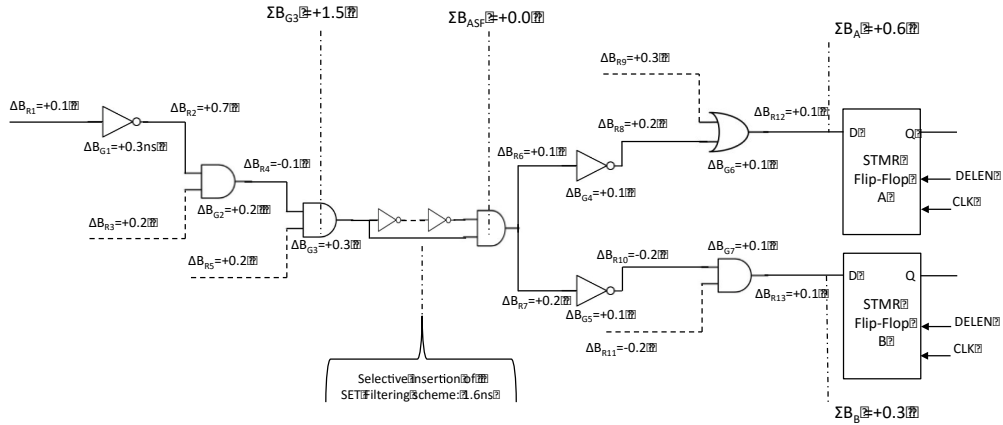 ΣB_G3 =+1.5
ΣB_ASF =+0.0
ΣB_A =+0.6
ΔB_R9=+0.3
ΔB_R1=+0.1
ΔB_R2=+0.7
ΔB_R8=+0.2
ΔB_R12=+0.1
D
Q
ΔB_G1=+0.3ns
ΔB_R4=-0.1
ΔB_R6=+0.1
ΔB_G6=+0.1
STMR
Flip-Flop
A
DELEN
CLK
ΔB_G4=+0.1
ΔB_R3=+0.2
ΔB_G2=+0.2
ΔB_G3=+0.3
ΔB_R5=+0.2
ΔB_R10=-0.2
ΔB_G7=+0.1
D
Q
ΔB_R7=+0.2
ΔB_G5=+0.1
ΔB_R13=+0.1
STMR
Flip-Flop
B
DELEN
CLK
ΔB_R11=-0.2
Selective insertion of
SET Filtering scheme: 1.6ns
ΣB_B =+0.3